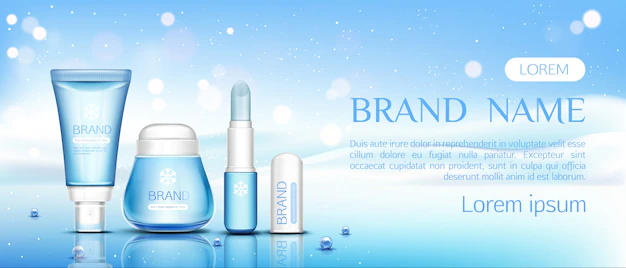 BRAND
BRAND
BRAND
LOREM
BRAND NAME
Duis aute irure dolor in reprehenderit in voluptate velit
esse cillum dolore eu fugiat nulla pariatur. Excepteur
sint occaecat cupidatat non proident, sunt in
culpa qui officia deserunt mollit anim id est laborum.
Lorem ipsum